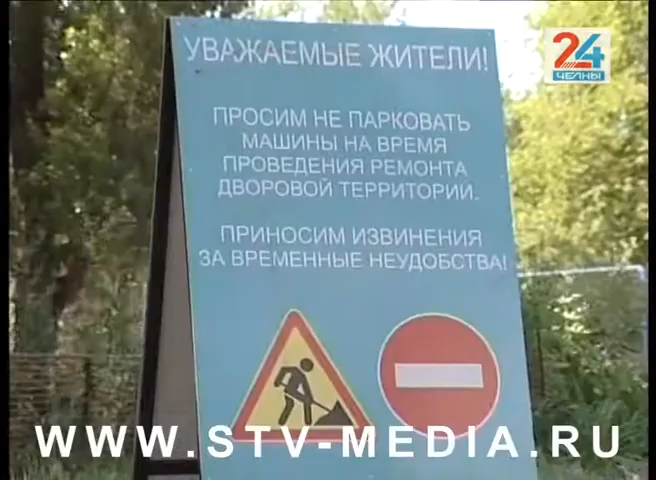 24
ЧЕЛНЫ
УВАЖАЕМЫЕ ЖИТЕЛИ!
ПРОСИМ НЕ ПАРКОВАТЬ
МАШИНЫ НА ВРЕМЯ
ПРОВЕДЕНИЯ РЕМОНТА
ДВОРОВОЙ ТЕРРИТОРИИ.
ПРИНОСИМ ИЗВИНЕНИЯ
ЗА ВРЕМЕННЫЕ НЕУДОБСТВА!
WWW.STV-MEDIA.RU